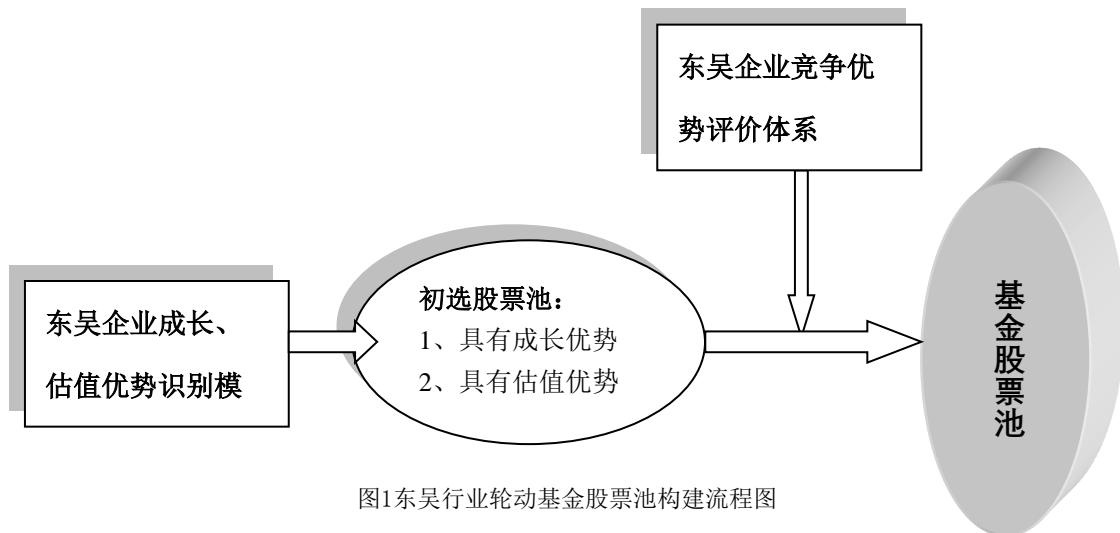 东吴企业竞争优
势评价体系
初选股票池：
1、具有成长优势
2、具有估值优势
东吴企业成长、
估值优势识别模
基金股票池
图1东吴行业轮动基金股票池构建流程图